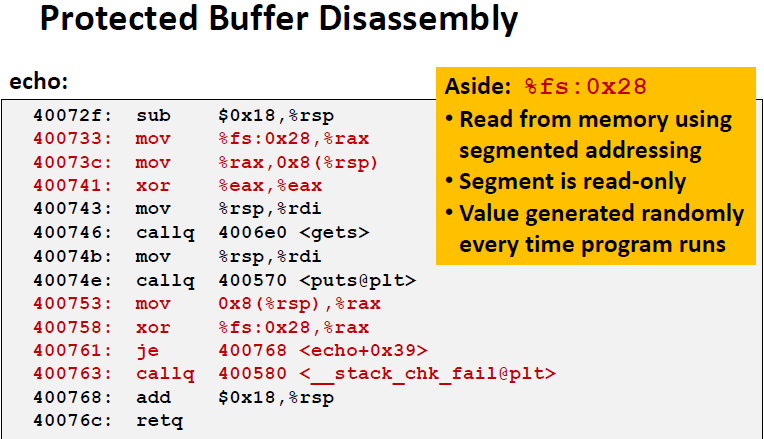 Protected Buffer Disassembly
echo:
40072f: sub $0x18,%rsp
400733: mov %fs:0x28,%rax
40073c: mov %rax,0x8(%rsp)
400741: xor %eax,%eax
400743: mov %rsp,%rdi
400746: callq 4006e0 <gets>
40074b: mov %rsp,%rdi
40074e: callq 400570 <puts@plt>
400753: mov 0x8(%rsp),%rax
400758: xor %fs:0x28,%rax
400761: je 400768 <echo+0x39>
400763: callq 400580 <__stack_chk_fail@plt>
400768: add $0x18,%rsp
40076c: retq
Aside: %fs:0x28
• Read from memory using
segmented addressing
• Segment is read-only
• Value generated randomly
every time program runs